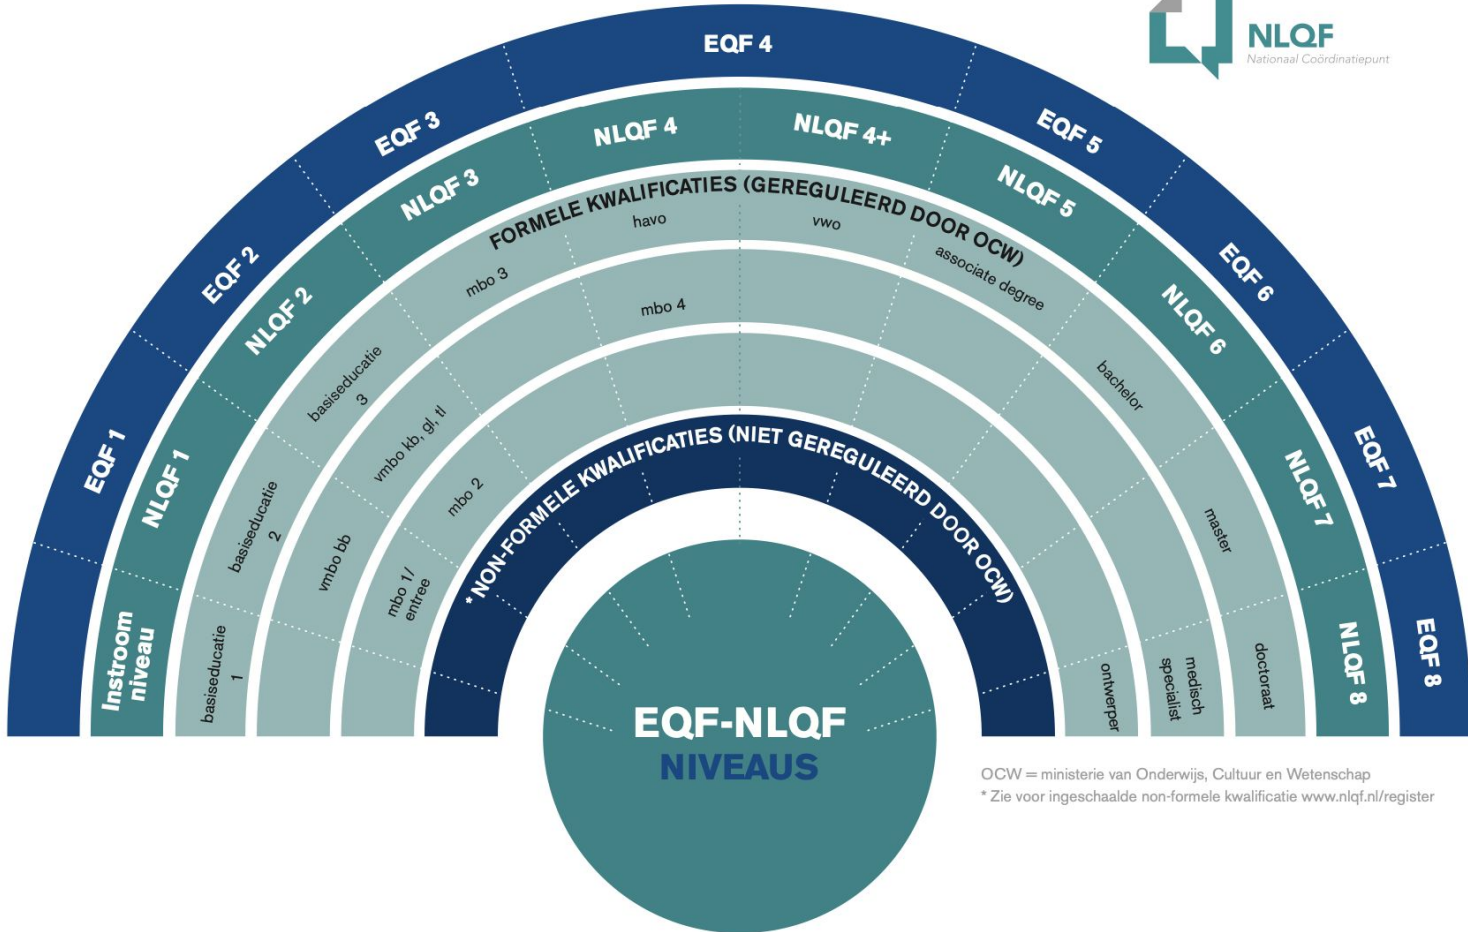 NLQF
Nationaal Coördinatiepunt
EQF 1
EQF 2
EQF 3
EQF 4
EQF 5
EQF 6
EQF 7
EQF 8
Instroom
niveau
NLQF 1
NLQF 2
NLQF 3
NLQF 4
NLQF 4+
NLQF 5
NLQF 6
NLQF 7
NLQF 8
FORMELE KWALIFICATIES (GEREGULEERD DOOR OCW)
basiseducatie
1
basiseducatie
2
basiseducatie
3
mbo 3
havo
vwo
associate degree
bachelor
master
doctoraat
vmbo bb
vmbo kb, gl, tl
mbo 4
medisch
specialist
mbo 1/
entree
mbo 2
ontwerper
* NON-FORMELE KWALIFICATIES (NIET GEREGULEERD DOOR OCW)
EQF-NLQF
NIVEAUS
OCW = ministerie van Onderwijs, Cultuur en Wetenschap
* Zie voor ingeschaalde non-formele kwalificatie www.nlqf.nl/register